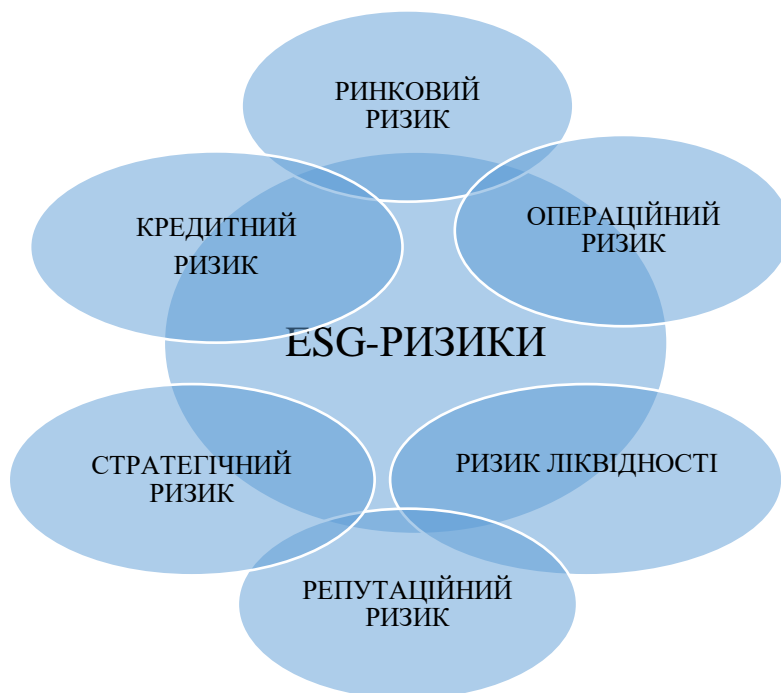 РИНКОВИЙ
РИЗИК
ОПЕРАЦІЙНИЙ
РИЗИК
КРЕДИТНИЙ
РИЗИК
ESG-РИЗИКИ
СТРАТЕГІЧНИЙ
РИЗИК
РИЗИК ЛІКВІДНОСТІ
РЕПУТАЦІЙНИЙ
РИЗИК